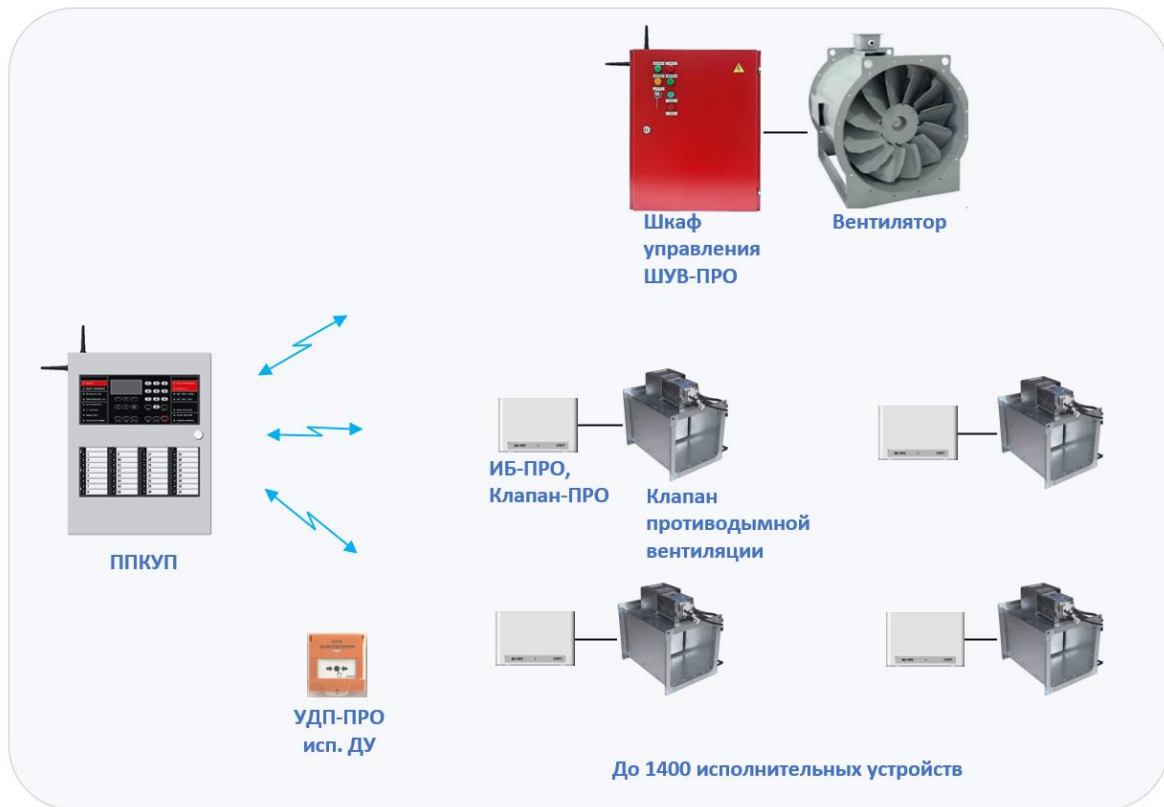 Шкаф
управления
ШУВ-ПРО
Вентилятор
ППКУП
ИБ-ПРО,
Клапан-ПРО
Клапан
противодымной
вентиляции
УДП-ПРО
исп. ДУ
До 1400 исполнительных устройств